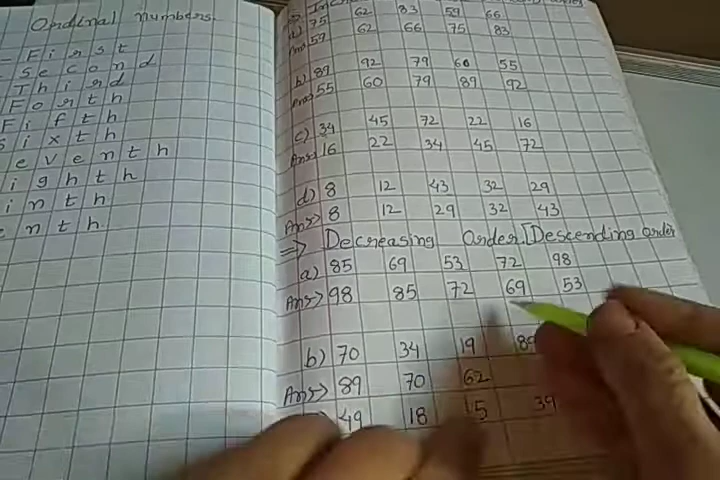 Ordinal numbers.
- First
Second
Third
Forth
Fifth
Sixth
eventh
ighth
inth
enth
a) 75 62 83 59 66
Ans> 59 62 66 75 83
b) 89 92 79 60 55
Ans> 55 60 79 89 92
c) 34 45 72 22 16
Ans> 16 22 34 45 72
d) 8 12 43 32 29
Ans> 8 12 29 32 43
⇒ Decreasing Order [Descending order
a) 85 69 53 72 98
Ans> 98 85 72 69 53
b) 70 34 19 89
Ans> 89 70 62
49 18 15 39